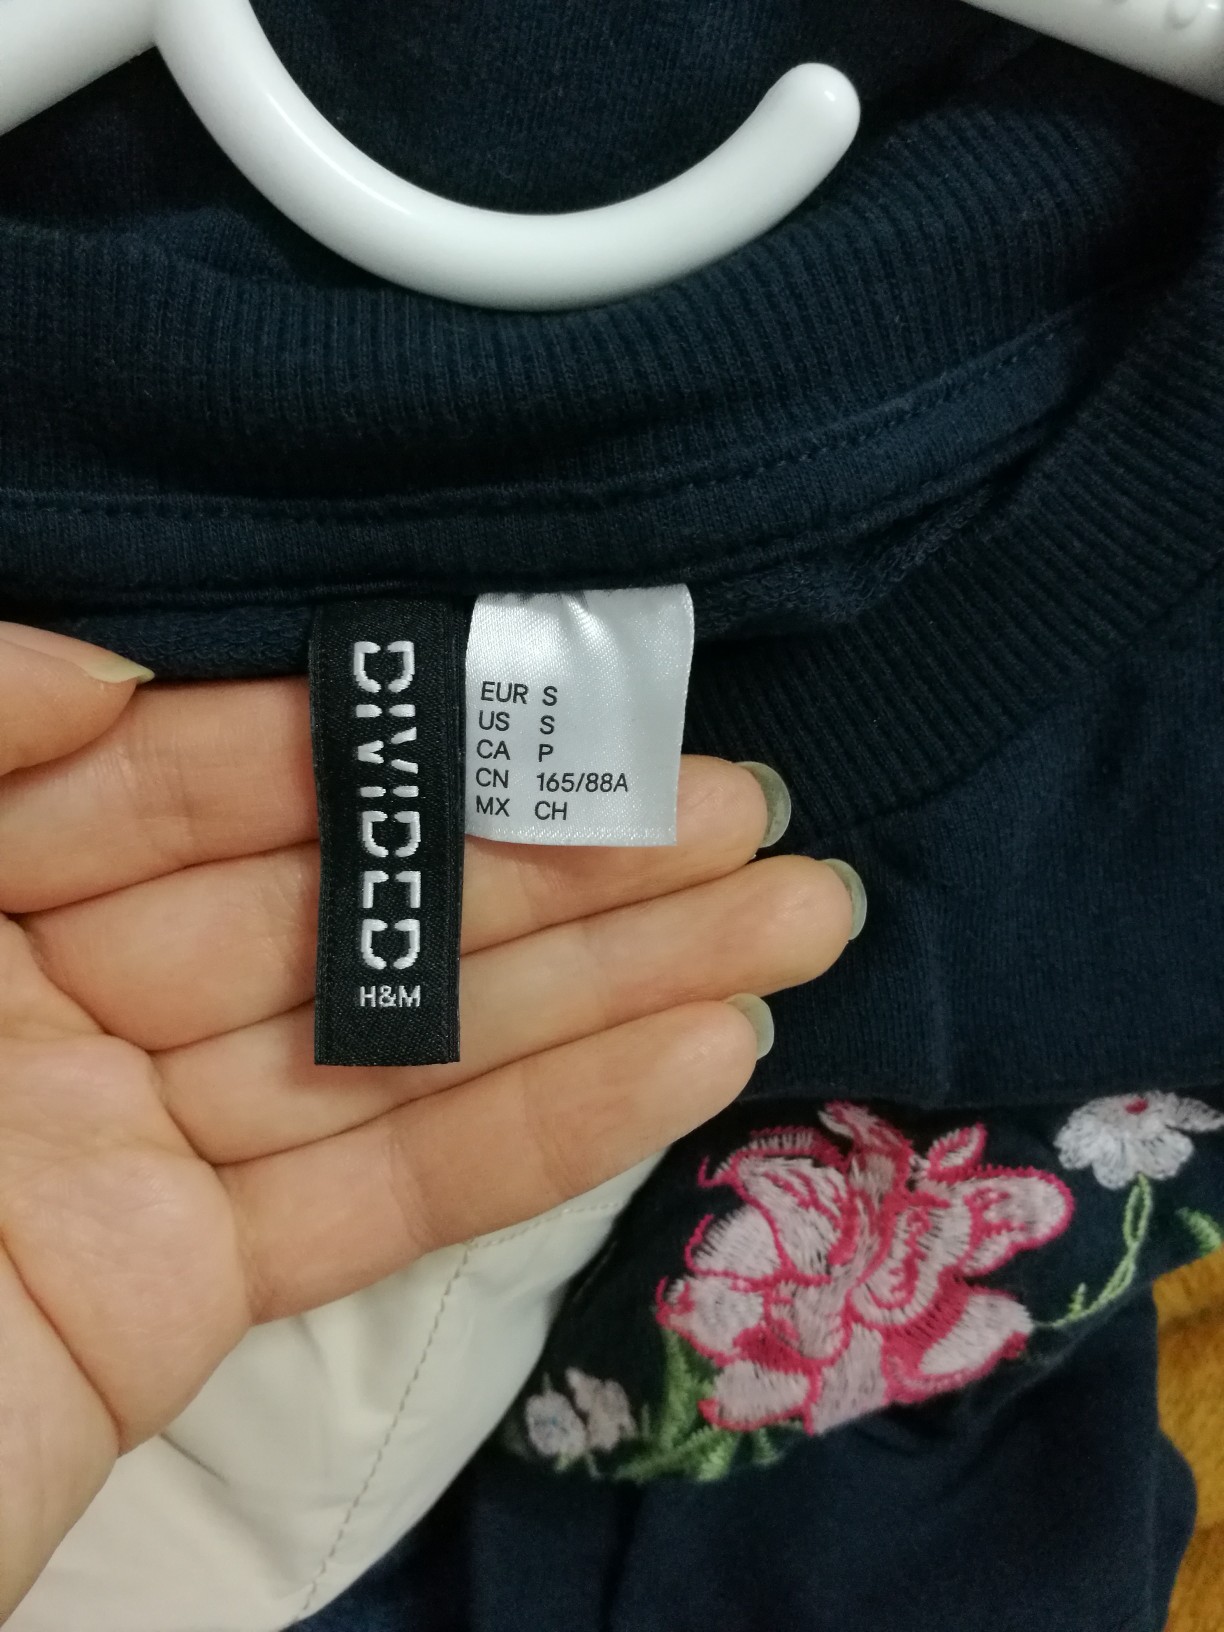 DIVIDED
H&M
EUR S
US S
CA P
CN 165/88A
MX CH